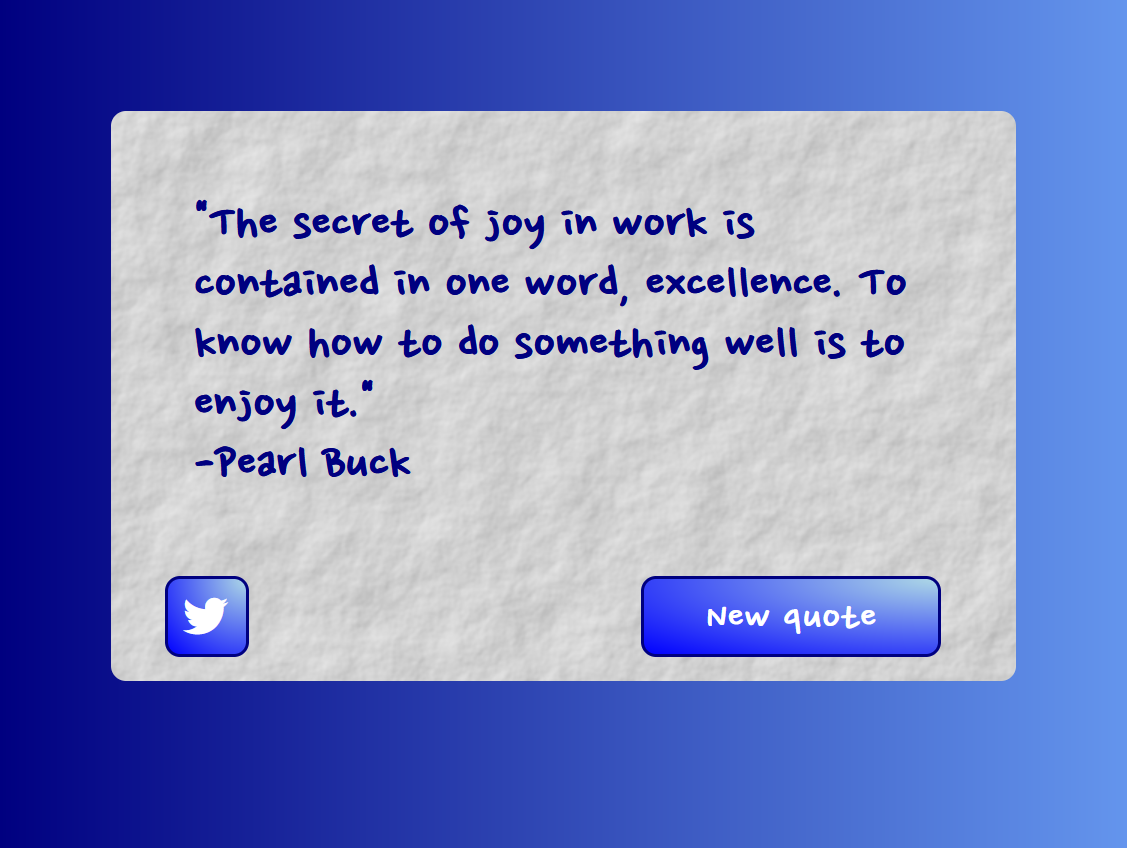 "The secret of joy in work is
contained in one word, excellence. To
know how to do something well is to
enjoy it."
-Pearl Buck
New quote